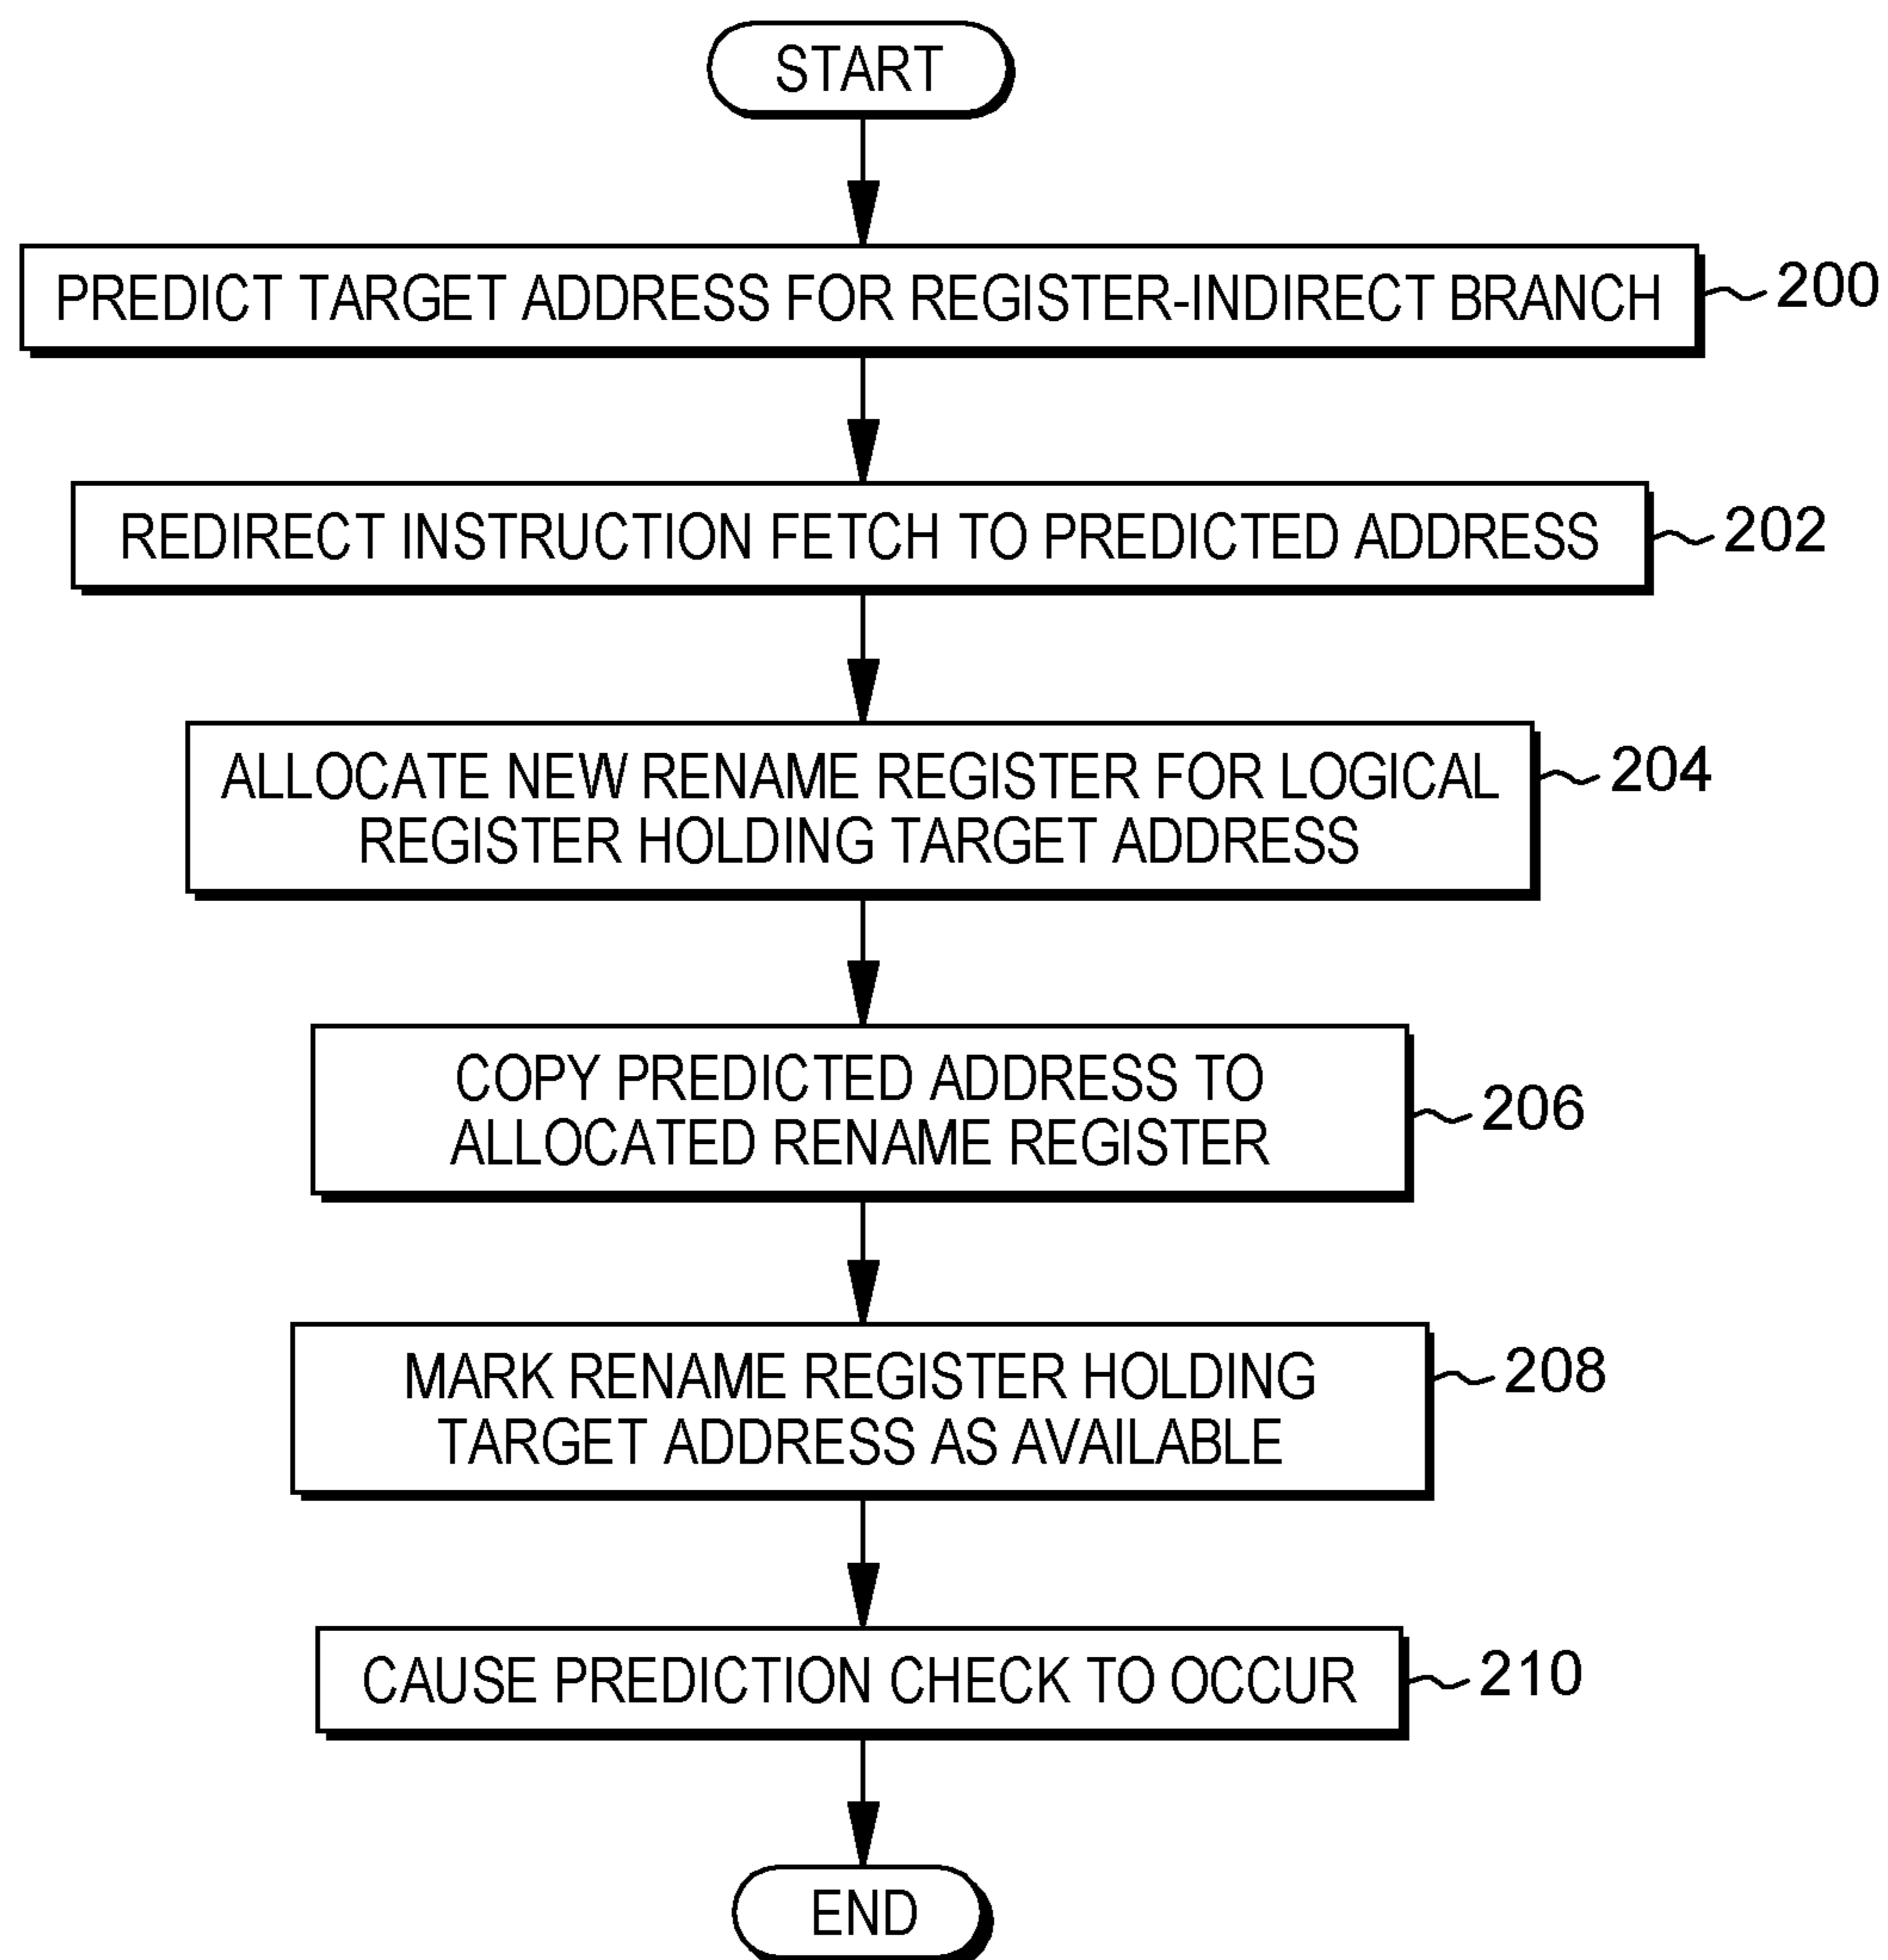 START
PREDICT TARGET ADDRESS FOR REGISTER-INDIRECT BRANCH
200
REDIRECT INSTRUCTION FETCH TO PREDICTED ADDRESS
202
ALLOCATE NEW RENAME REGISTER FOR LOGICAL
REGISTER HOLDING TARGET ADDRESS
204
COPY PREDICTED ADDRESS TO
ALLOCATED RENAME REGISTER
206
MARK RENAME REGISTER HOLDING
TARGET ADDRESS AS AVAILABLE
208
CAUSE PREDICTION CHECK TO OCCUR
210
END